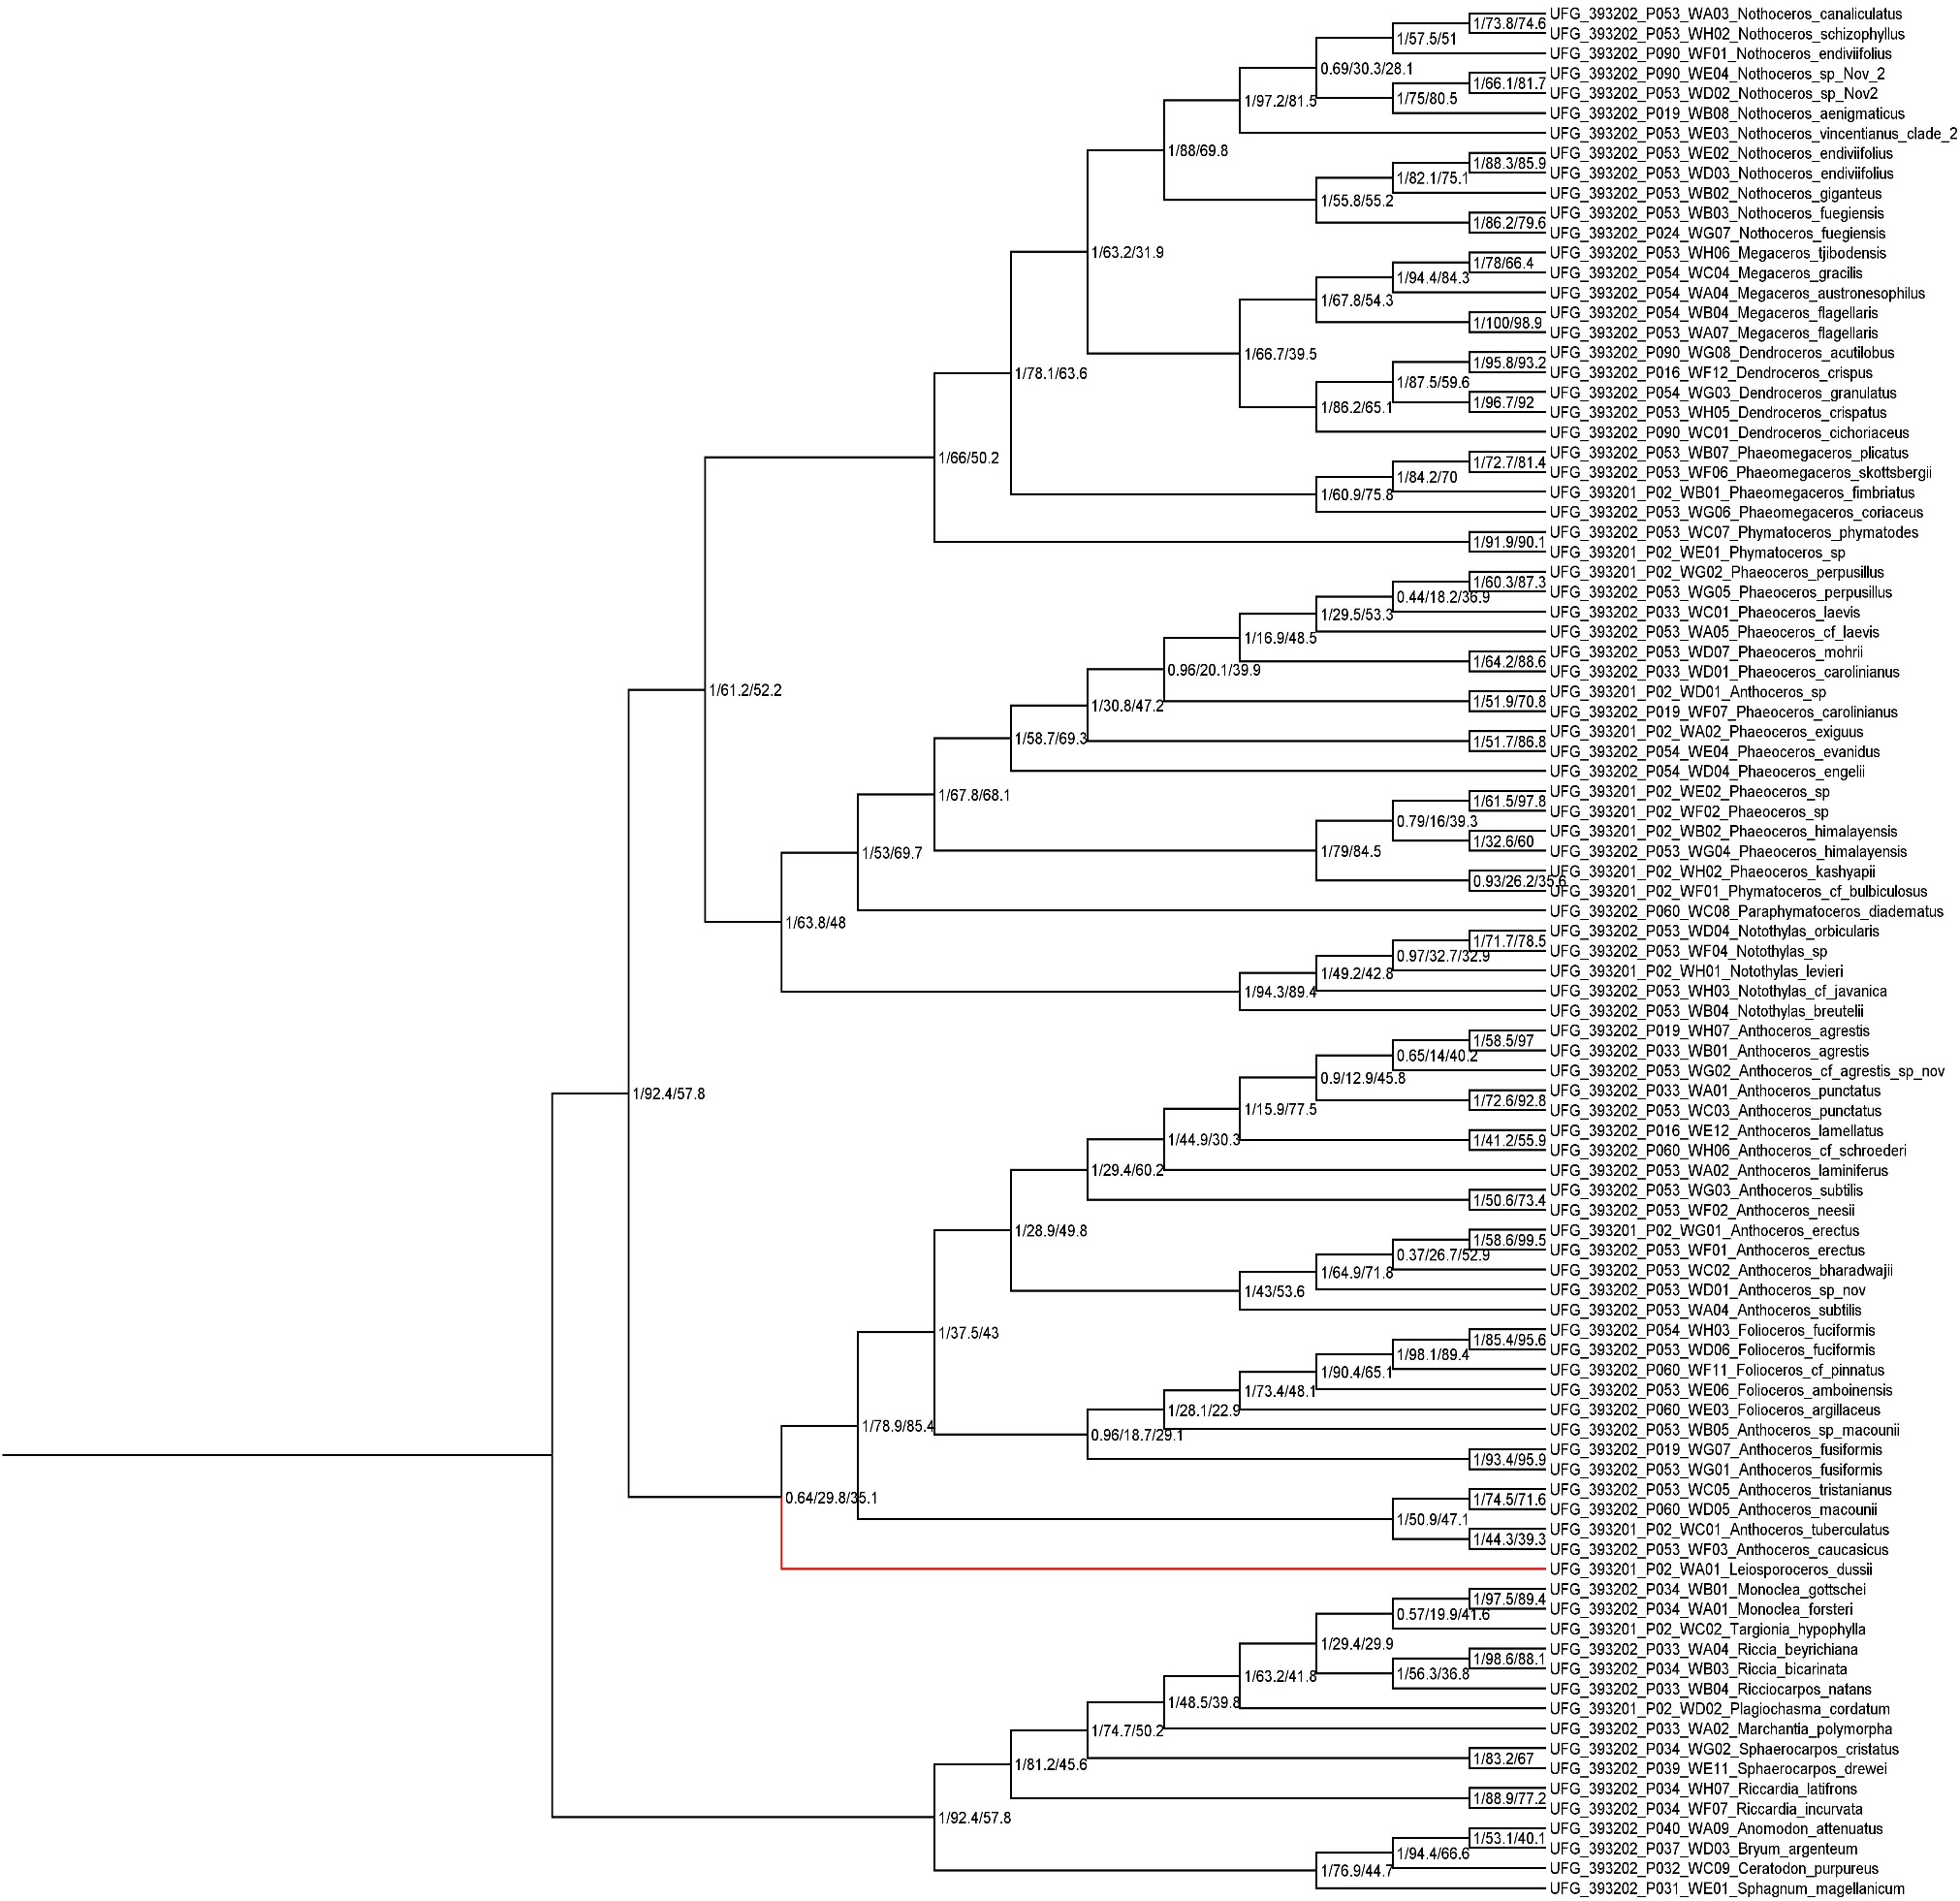 UFG_393202_P053_WA03_Nothoceros_canaliculatus
1/73.8/74.6
UFG_393202_P053_WH02_Nothoceros_schizophyllus
1/57.5/51
UFG_393202_P090_WF01_Nothoceros_endiviifolius
0.69/30.3/28.1
UFG_393202_P090_WE04_Nothoceros_sp_Nov_2
1/66.1/81.7
UFG_393202_P053_WD02_Nothoceros_sp_Nov2
1/75/80.5
1/97.2/81.5
UFG_393202_P019_WB08_Nothoceros_aenigmaticus
UFG_393202_P053_WE03_Nothoceros_vincentianus_clade_2
1/88/69.8
UFG_393202_P053_WE02_Nothoceros_endiviifolius
1/88.3/85.9
UFG_393202_P053_WD03_Nothoceros_endiviifolius
1/82.1/75.1
UFG_393202_P053_WB02_Nothoceros_giganteus
1/55.8/55.2
UFG_393202_P053_WB03_Nothoceros_fuegiensis
1/86.2/79.6
UFG_393202_P024_WG07_Nothoceros_fuegiensis
1/63.2/31.9
UFG_393202_P053_WH06_Megaceros_tjibodensis
1/78/66.4
UFG_393202_P054_WC04_Megaceros_gracilis
1/94.4/84.3
UFG_393202_P054_WA04_Megaceros_austronesophilus
1/67.8/54.3
UFG_393202_P054_WB04_Megaceros_flagellaris
1/100/98.9
UFG_393202_P053_WA07_Megaceros_flagellaris
1/66.7/39.5
UFG_393202_P090_WG08_Dendroceros_acutilobus
1/95.8/93.2
UFG_393202_P016_WF12_Dendroceros_crispus
1/78.1/63.6
1/87.5/59.6
UFG_393202_P054_WG03_Dendroceros_granulatus
1/96.7/92
1/86.2/65.1
UFG_393202_P053_WH05_Dendroceros_crispatus
UFG_393202_P090_WC01_Dendroceros_cichoriaceus
UFG_393202_P053_WB07_Phaeomegaceros_plicatus
1/66/50.2
1/72.7/81.4
UFG_393202_P053_WF06_Phaeomegaceros_skottsbergii
1/84.2/70
UFG_393201_P02_WB01_Phaeomegaceros_fimbriatus
1/60.9/75.8
UFG_393202_P053_WG06_Phaeomegaceros_coriaceus
UFG_393202_P053_WC07_Phymatoceros_phymatodes
1/91.9/90.1
UFG_393201_P02_WE01_Phymatoceros_sp
UFG_393201_P02_WG02_Phaeoceros_perpusillus
1/60.3/87.3
UFG_393202_P053_WG05_Phaeoceros_perpusillus
0.44/18.2/36.9
UFG_393202_P033_WC01_Phaeoceros_laevis
1/29.5/53.3
UFG_393202_P053_WA05_Phaeoceros_cf_laevis
1/16.9/48.5
UFG_393202_P053_WD07_Phaeoceros_mohrii
1/64.2/88.6
UFG_393202_P033_WD01_Phaeoceros_carolinianus
0.96/20.1/39.9
1/61.2/52.2
UFG_393201_P02_WD01_Anthoceros_sp
1/51.9/70.8
1/30.8/47.2
UFG_393202_P019_WF07_Phaeoceros_carolinianus
UFG_393201_P02_WA02_Phaeoceros_exiguus
1/58.7/69.3
1/51.7/86.8
UFG_393202_P054_WE04_Phaeoceros_evanidus
UFG_393202_P054_WD04_Phaeoceros_engelii
1/67.8/68.1
UFG_393201_P02_WE02_Phaeoceros_sp
1/61.5/97.8
UFG_393201_P02_WF02_Phaeoceros_sp
0.79/16/39.3
UFG_393201_P02_WB02_Phaeoceros_himalayensis
1/32.6/60
1/53/69.7
1/79/84.5
UFG_393202_P053_WG04_Phaeoceros_himalayensis
UFG_393201_P02_WH02_Phaeoceros_kashyapii
0.93/26.2/35.6
UFG_393201_P02_WF01_Phymatoceros_cf_bulbiculosus
UFG_393202_P060_WC08_Paraphymatoceros_diadematus
1/63.8/48
UFG_393202_P053_WD04_Notothylas_orbicularis
1/71.7/78.5
UFG_393202_P053_WF04_Notothylas_sp
0.97/32.7/32.9
UFG_393201_P02_WH01_Notothylas_levieri
1/49.2/42.8
UFG_393202_P053_WH03_Notothylas_cf_javanica
1/94.3/89.4
UFG_393202_P053_WB04_Notothylas_breutelii
UFG_393202_P019_WH07_Anthoceros_agrestis
1/58.5/97
UFG_393202_P033_WB01_Anthoceros_agrestis
0.65/14/40.2
UFG_393202_P053_WG02_Anthoceros_cf_agrestis_sp_nov
0.9/12.9/45.8
UFG_393202_P033_WA01_Anthoceros_punctatus
1/92.4/57.8
1/72.6/92.8
UFG_393202_P053_WC03_Anthoceros_punctatus
1/15.9/77.5
UFG_393202_P016_WE12_Anthoceros_lamellatus
1/44.9/30.3
1/41.2/55.9
UFG_393202_P060_WH06_Anthoceros_cf_schroederi
1/29.4/60.2
UFG_393202_P053_WA02_Anthoceros_laminiferus
UFG_393202_P053_WG03_Anthoceros_subtilis
1/50.6/73.4
UFG_393202_P053_WF02_Anthoceros_neesii
1/28.9/49.8
UFG_393201_P02_WG01_Anthoceros_erectus
1/58.6/99.5
UFG_393202_P053_WF01_Anthoceros_erectus
0.37/26.7/52.9
UFG_393202_P053_WC02_Anthoceros_bharadwajii
1/64.9/71.8
UFG_393202_P053_WD01_Anthoceros_sp_nov
1/43/53.6
UFG_393202_P053_WA04_Anthoceros_subtilis
1/37.5/43
UFG_393202_P054_WH03_Folioceros_fuciformis
1/85.4/95.6
UFG_393202_P053_WD06_Folioceros_fuciformis
1/98.1/89.4
UFG_393202_P060_WF11_Folioceros_cf_pinnatus
1/90.4/65.1
UFG_393202_P053_WE06_Folioceros_amboinensis
1/73.4/48.1
UFG_393202_P060_WE03_Folioceros_argillaceus
1/28.1/22.9
1/78.9/85.4
UFG_393202_P053_WB05_Anthoceros_sp_macounii
0.96/18.7/29.1
UFG_393202_P019_WG07_Anthoceros_fusiformis
1/93.4/95.9
UFG_393202_P053_WG01_Anthoceros_fusiformis
UFG_393202_P053_WC05_Anthoceros_tristanianus
0.64/29.8/35.1
1/74.5/71.6
UFG_393202_P060_WD05_Anthoceros_macounii
1/50.9/47.1
UFG_393201_P02_WC01_Anthoceros_tuberculatus
1/44.3/39.3
UFG_393202_P053_WF03_Anthoceros_caucasicus
UFG_393201_P02_WA01_Leiosporoceros_dussii
UFG_393202_P034_WB01_Monoclea_gottschei
1/97.5/89.4
UFG_393202_P034_WA01_Monoclea_forsteri
0.57/19.9/41.6
UFG_393201_P02_WC02_Targionia_hypophylla
1/29.4/29.9
UFG_393202_P033_WA04_Riccia_beyrichiana
1/98.6/88.1
UFG_393202_P034_WB03_Riccia_bicarinata
1/63.2/41.8
1/56.3/36.8
UFG_393202_P033_WB04_Ricciocarpos_natans
1/48.5/39.8
UFG_393201_P02_WD02_Plagiochasma_cordatum
1/74.7/50.2
UFG_393202_P033_WA02_Marchantia_polymorpha
UFG_393202_P034_WG02_Sphaerocarpos_cristatus
1/83.2/67
1/81.2/45.6
UFG_393202_P039_WE11_Sphaerocarpos_drewei
UFG_393202_P034_WH07_Riccardia_latifrons
1/88.9/77.2
UFG_393202_P034_WF07_Riccardia_incurvata
1/92.4/57.8
UFG_393202_P040_WA09_Anomodon_attenuatus
1/53.1/40.1
UFG_393202_P037_WD03_Bryum_argenteum
1/94.4/66.6
UFG_393202_P032_WC09_Ceratodon_purpureus
1/76.9/44.7
UFG_393202_P031_WE01_Sphagnum_magellanicum